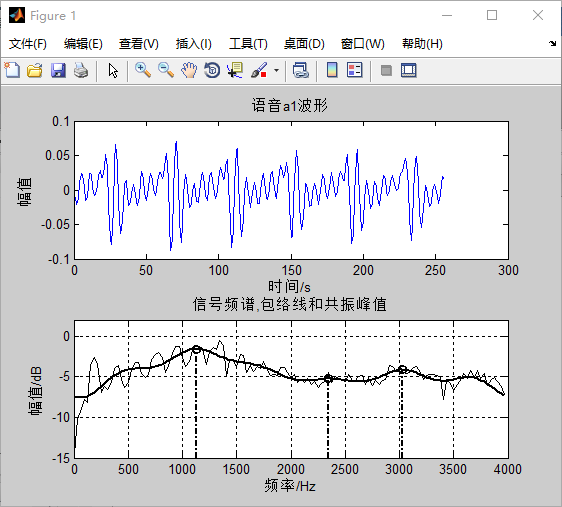 Figure 1
文件(F) 编辑(E) 查看(V) 插入(I) 工具(T) 桌面(D) 窗口(W) 帮助(H)
语音a1波形
幅值
0.1
0.05
0
-0.05
-0.1
0 50 100 150 200 250 300
时间/s
信号频谱,包络线和共振峰值
幅值/dB
0
-5
-10
-15
0 500 1000 1500 2000 2500 3000 3500 4000
频率/Hz